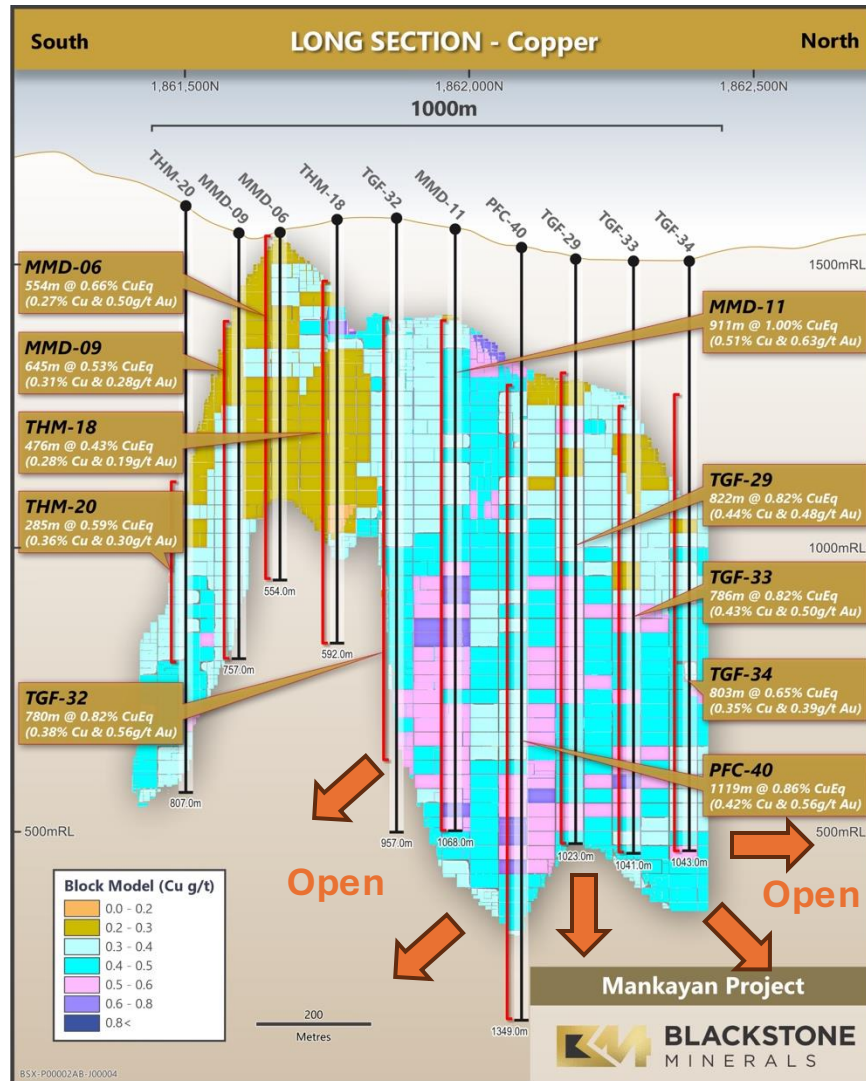 South
LONG SECTION - Copper
North
1,861,500N
1,862,000N
1,862,500N
1000m
THM-20
MMD-09
MMD-06
THM-18
TGF-32
MMD-11
PFC-40
TGF-29
TGF-33
TGF-34
1500mRL
MMD-06
554m @ 0.66% CuEq
(0.27% Cu & 0.50g/t Au)
MMD-09
645m @ 0.53% CuEq
(0.31% Cu & 0.28g/t Au)
THM-18
476m @ 0.43% CuEq
(0.28% Cu & 0.19g/t Au)
THM-20
285m @ 0.59% CuEq
(0.36% Cu & 0.30g/t Au)
TGF-32
780m @ 0.82% CuEq
(0.38% Cu & 0.56g/t Au)
MMD-11
911m @ 1.00% CuEq
(0.51% Cu & 0.63g/t Au)
TGF-29
822m @ 0.82% CuEq
(0.44% Cu & 0.48g/t Au)
1000mRL
TGF-33
786m @ 0.82% CuEq
(0.43% Cu & 0.50g/t Au)
TGF-34
803m @ 0.65% CuEq
(0.35% Cu & 0.39g/t Au)
PFC-40
1119m @ 0.86% CuEq
(0.42% Cu & 0.56g/t Au)
554.0m
592.0m
757.0m
807.0m
957.0m
1068.0m
1023.0m
1041.0m
1043.0m
1349.0m
500mRL
500mRL
Open
Open
Block Model (Cu g/t)
0.0 - 0.2
0.2 - 0.3
0.3 - 0.4
0.4 - 0.5
0.5 - 0.6
0.6 - 0.8
0.8<
200
Metres
Mankayan Project
BLACKSTONE
MINERALS
BSX-P00002AB-J00004